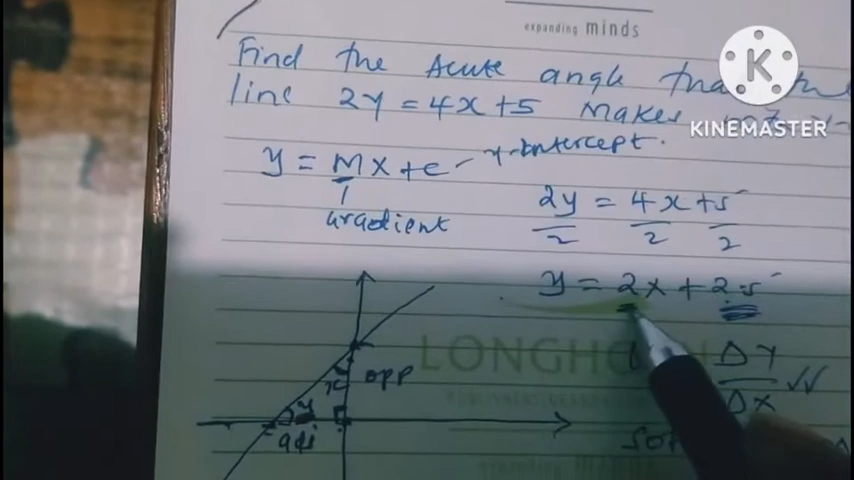 expanding minds
Find the Acute angle that the
line 2y = 4x + 5 makes
KINEMASTER
y = Mx + c - y-intercept.
gradient
2y = 4x + 5
2 2 2
y = 2x + 2.5
LONGHO
opp
x
y
adj
ΔY
ΔX